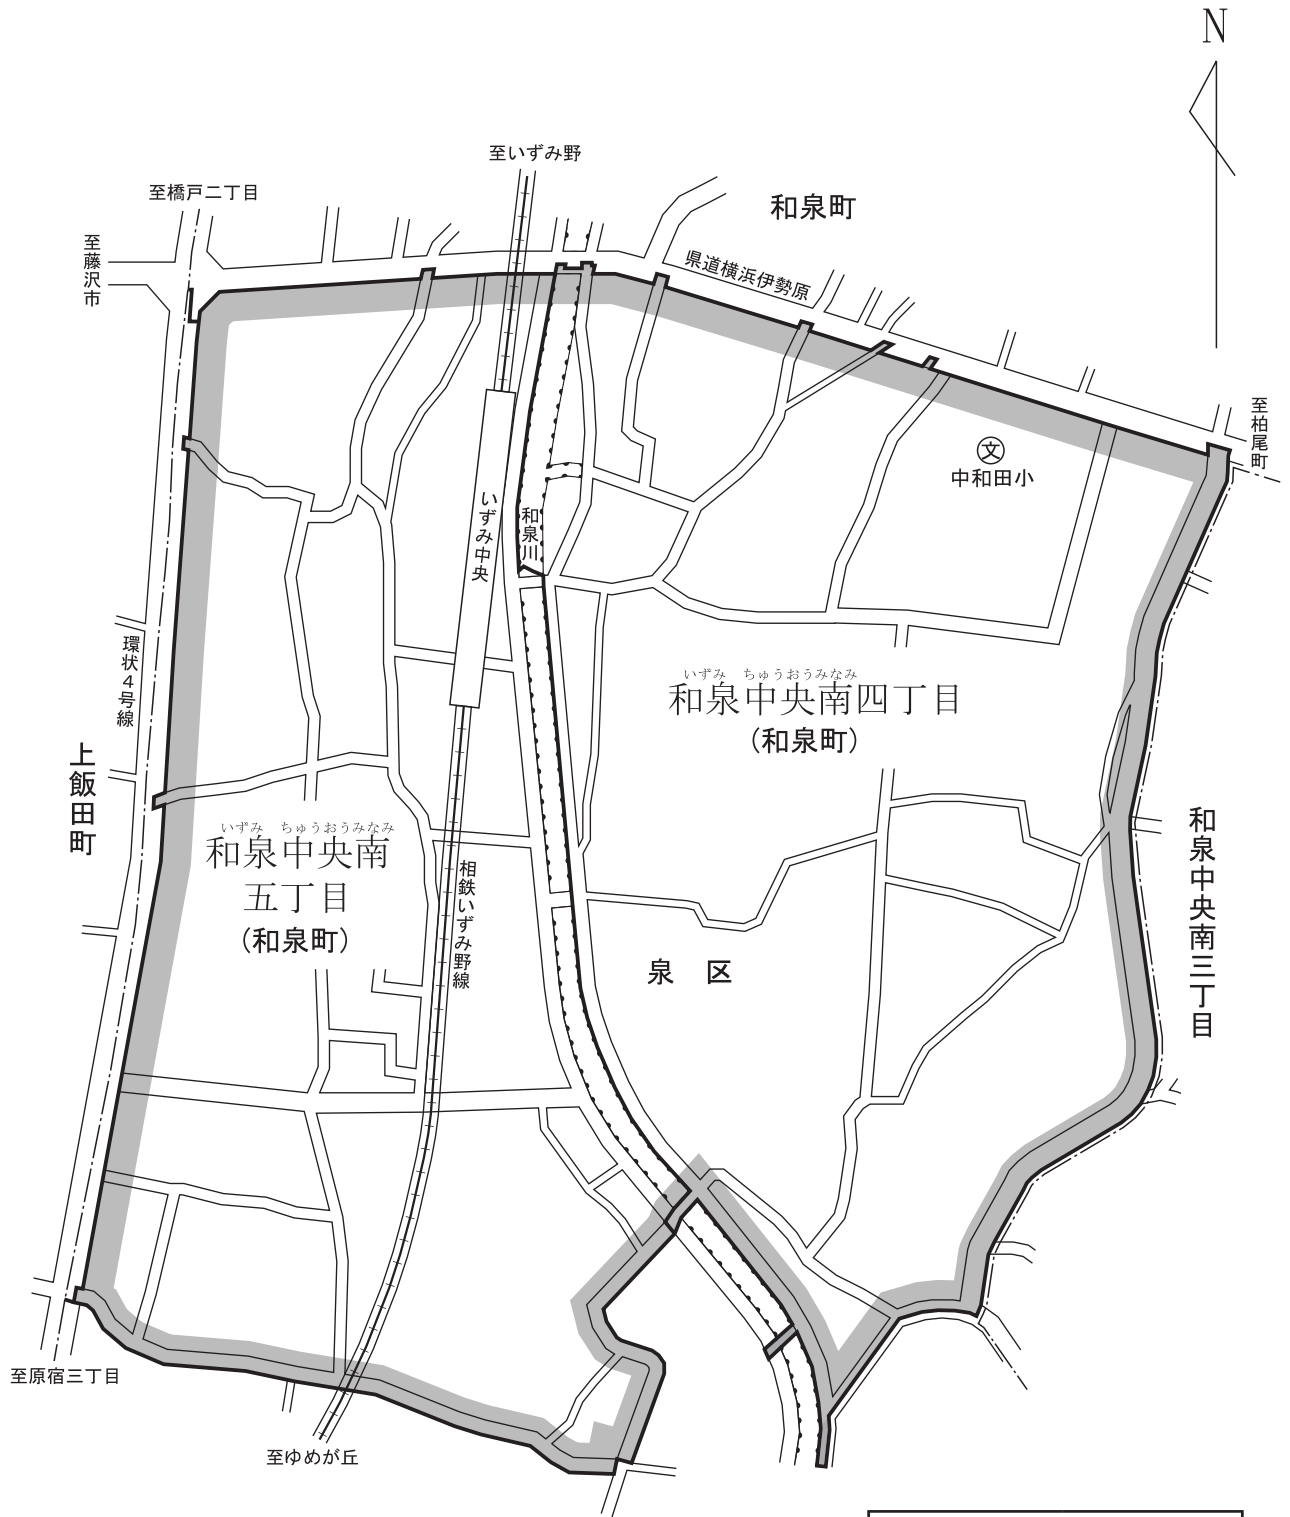 N
至いずみ野
至橋戸二丁目
和泉町
至藤沢市
県道横浜伊勢原
至柏尾町
文
中和田小
いずみ中央
和泉川
環状4号線
いずみ ちゅうおうみなみ
和泉中央南四丁目
(和泉町)
上飯田町
いずみ ちゅうおうみなみ
和泉中央南
五丁目
(和泉町)
相鉄いずみ野線
和泉中央南三丁目
泉 区
至原宿三丁目
至ゆめが丘